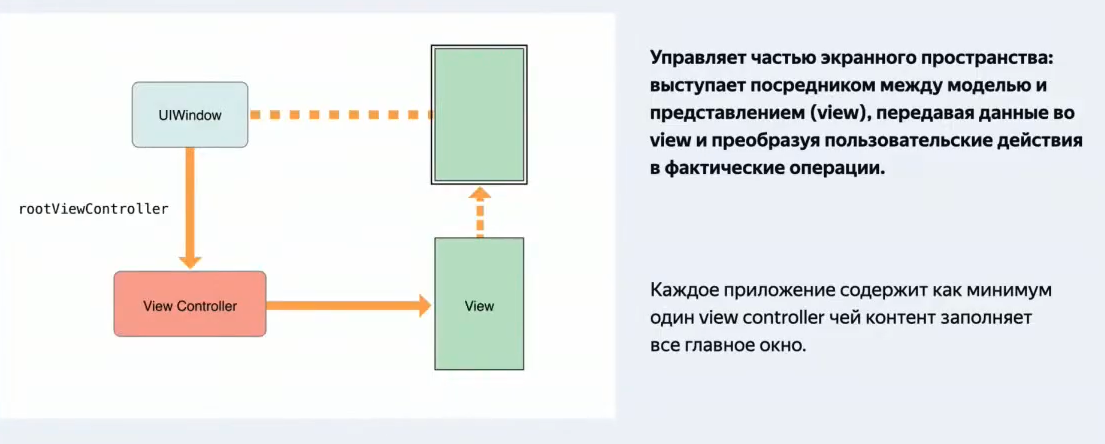 UIWindow
rootViewController
View Controller
View
Управляет частью экранного пространства:
выступает посредником между моделью и
представлением (view), передавая данные во
view и преобразуя пользовательские действия
в фактические операции.
Каждое приложение содержит как минимум
один view controller чей контент заполняет
все главное окно.